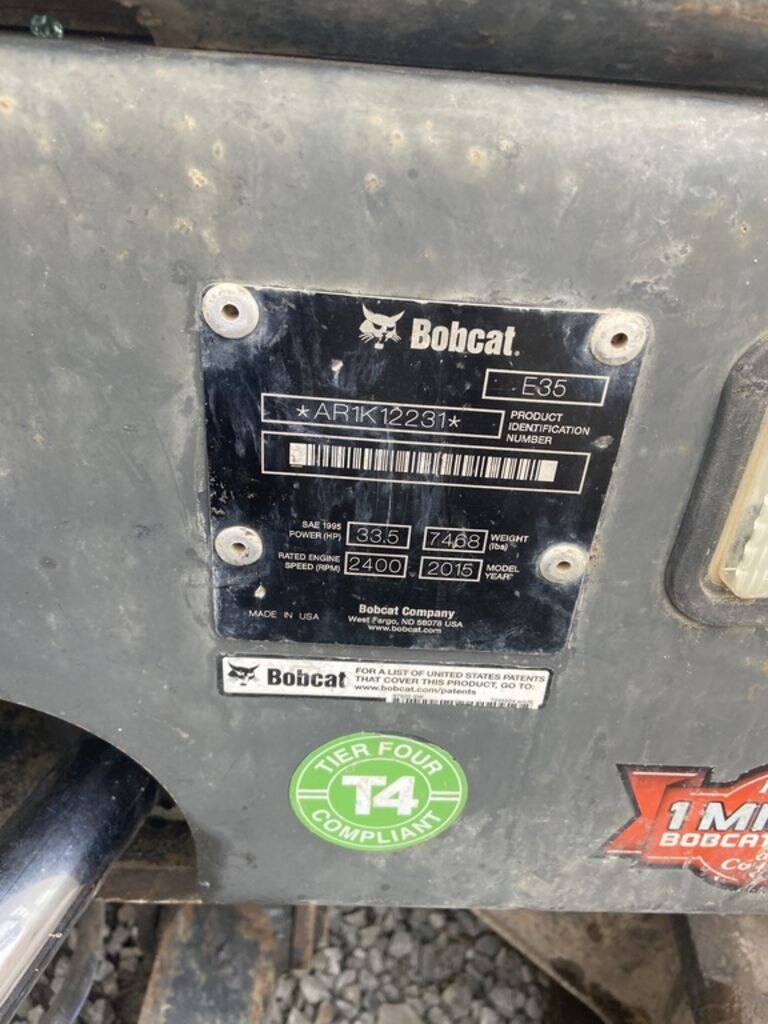 Bobcat
E35
*AR1K12231*
PRODUCT
IDENTIFICATION
NUMBER
SAE 1995
POWER (HP)
33.5
7468
WEIGHT
(lbs)
RATED ENGINE
SPEED (RPM)
2400
2015
MODEL
YEAR
MADE IN USA
Bobcat Company
West Fargo, ND 58078 USA
www.bobcat.com
Bobcat
FOR A LIST OF UNITED STATES PATENTS
THAT COVER THIS PRODUCT, GO TO:
www.bobcat.com/patents
TIER FOUR
T4
COMPLIANT
1 MI
BOBCAT